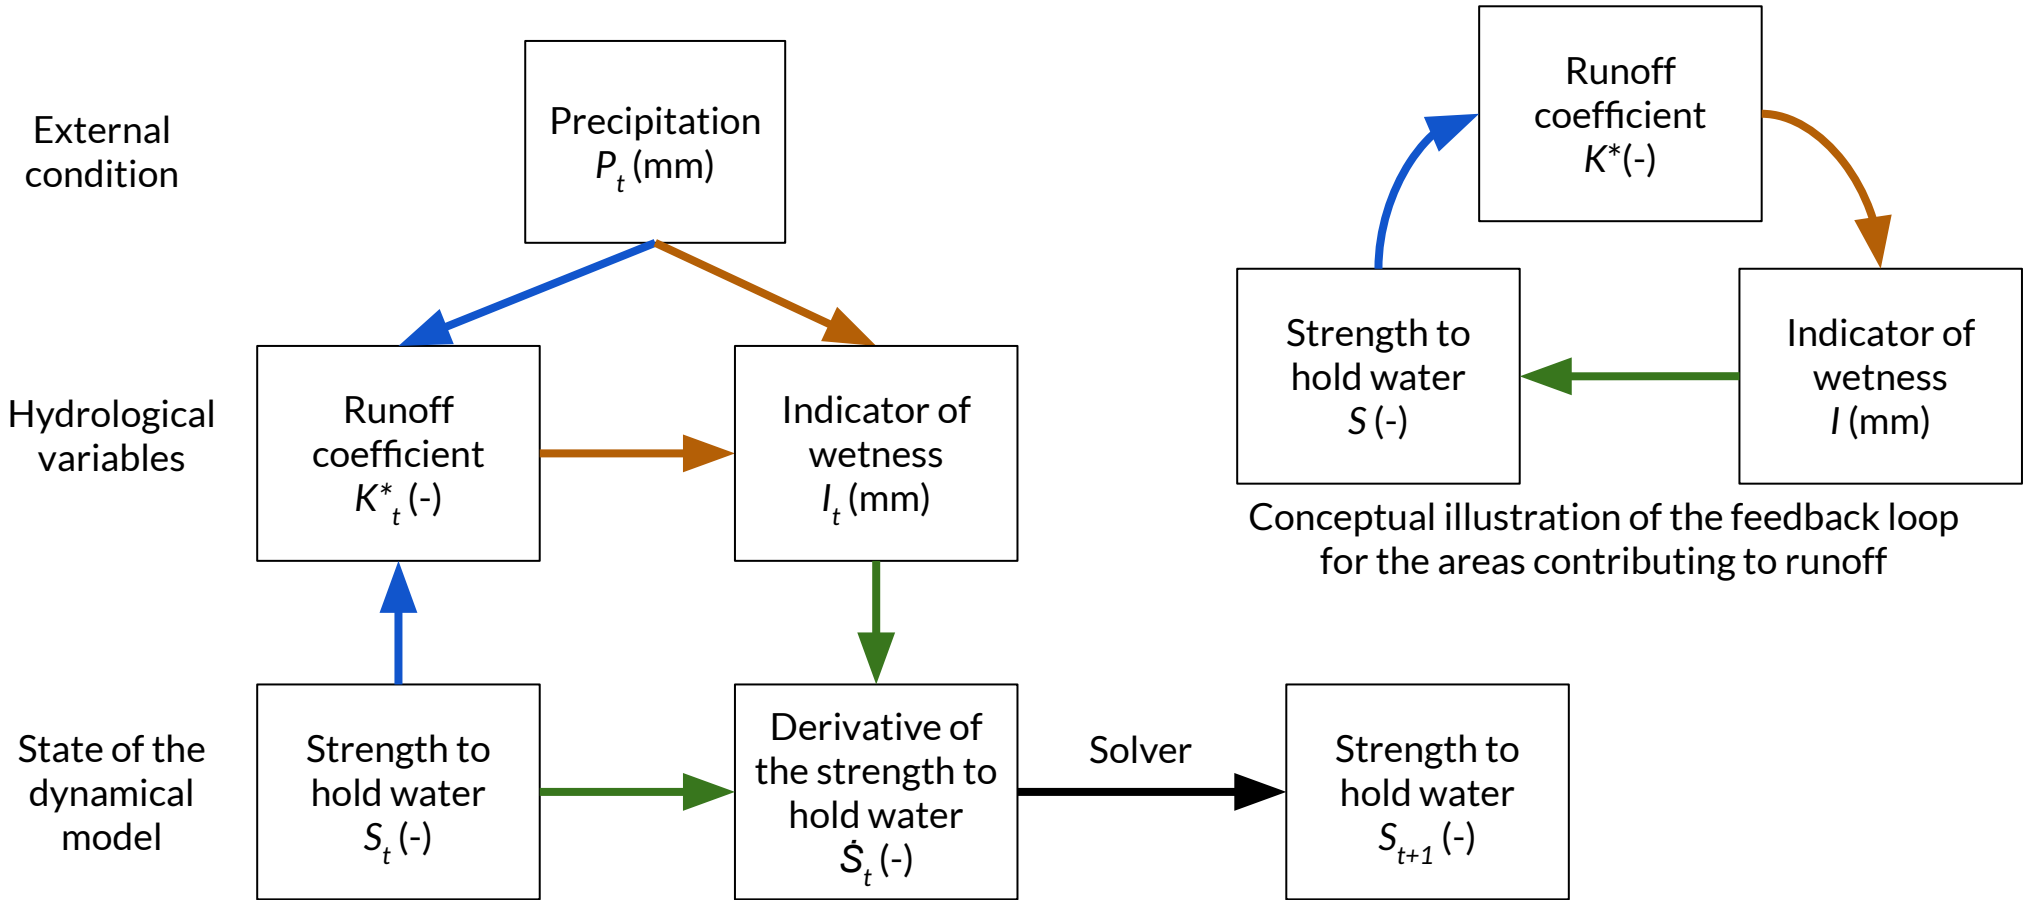 External
condition
Precipitation
P_t (mm)
Hydrological
variables
Runoff
coefficient
K*_t (-)
Indicator of
wetness
I_t (mm)
State of the
dynamical
model
Strength to
hold water
S_t (-)
Derivative of
the strength to
hold water
Ṡ_t (-)
Solver
Strength to
hold water
S_{t+1} (-)
Runoff
coefficient
K*(-)
Strength to
hold water
S (-)
Indicator of
wetness
I (mm)
Conceptual illustration of the feedback loop
for the areas contributing to runoff